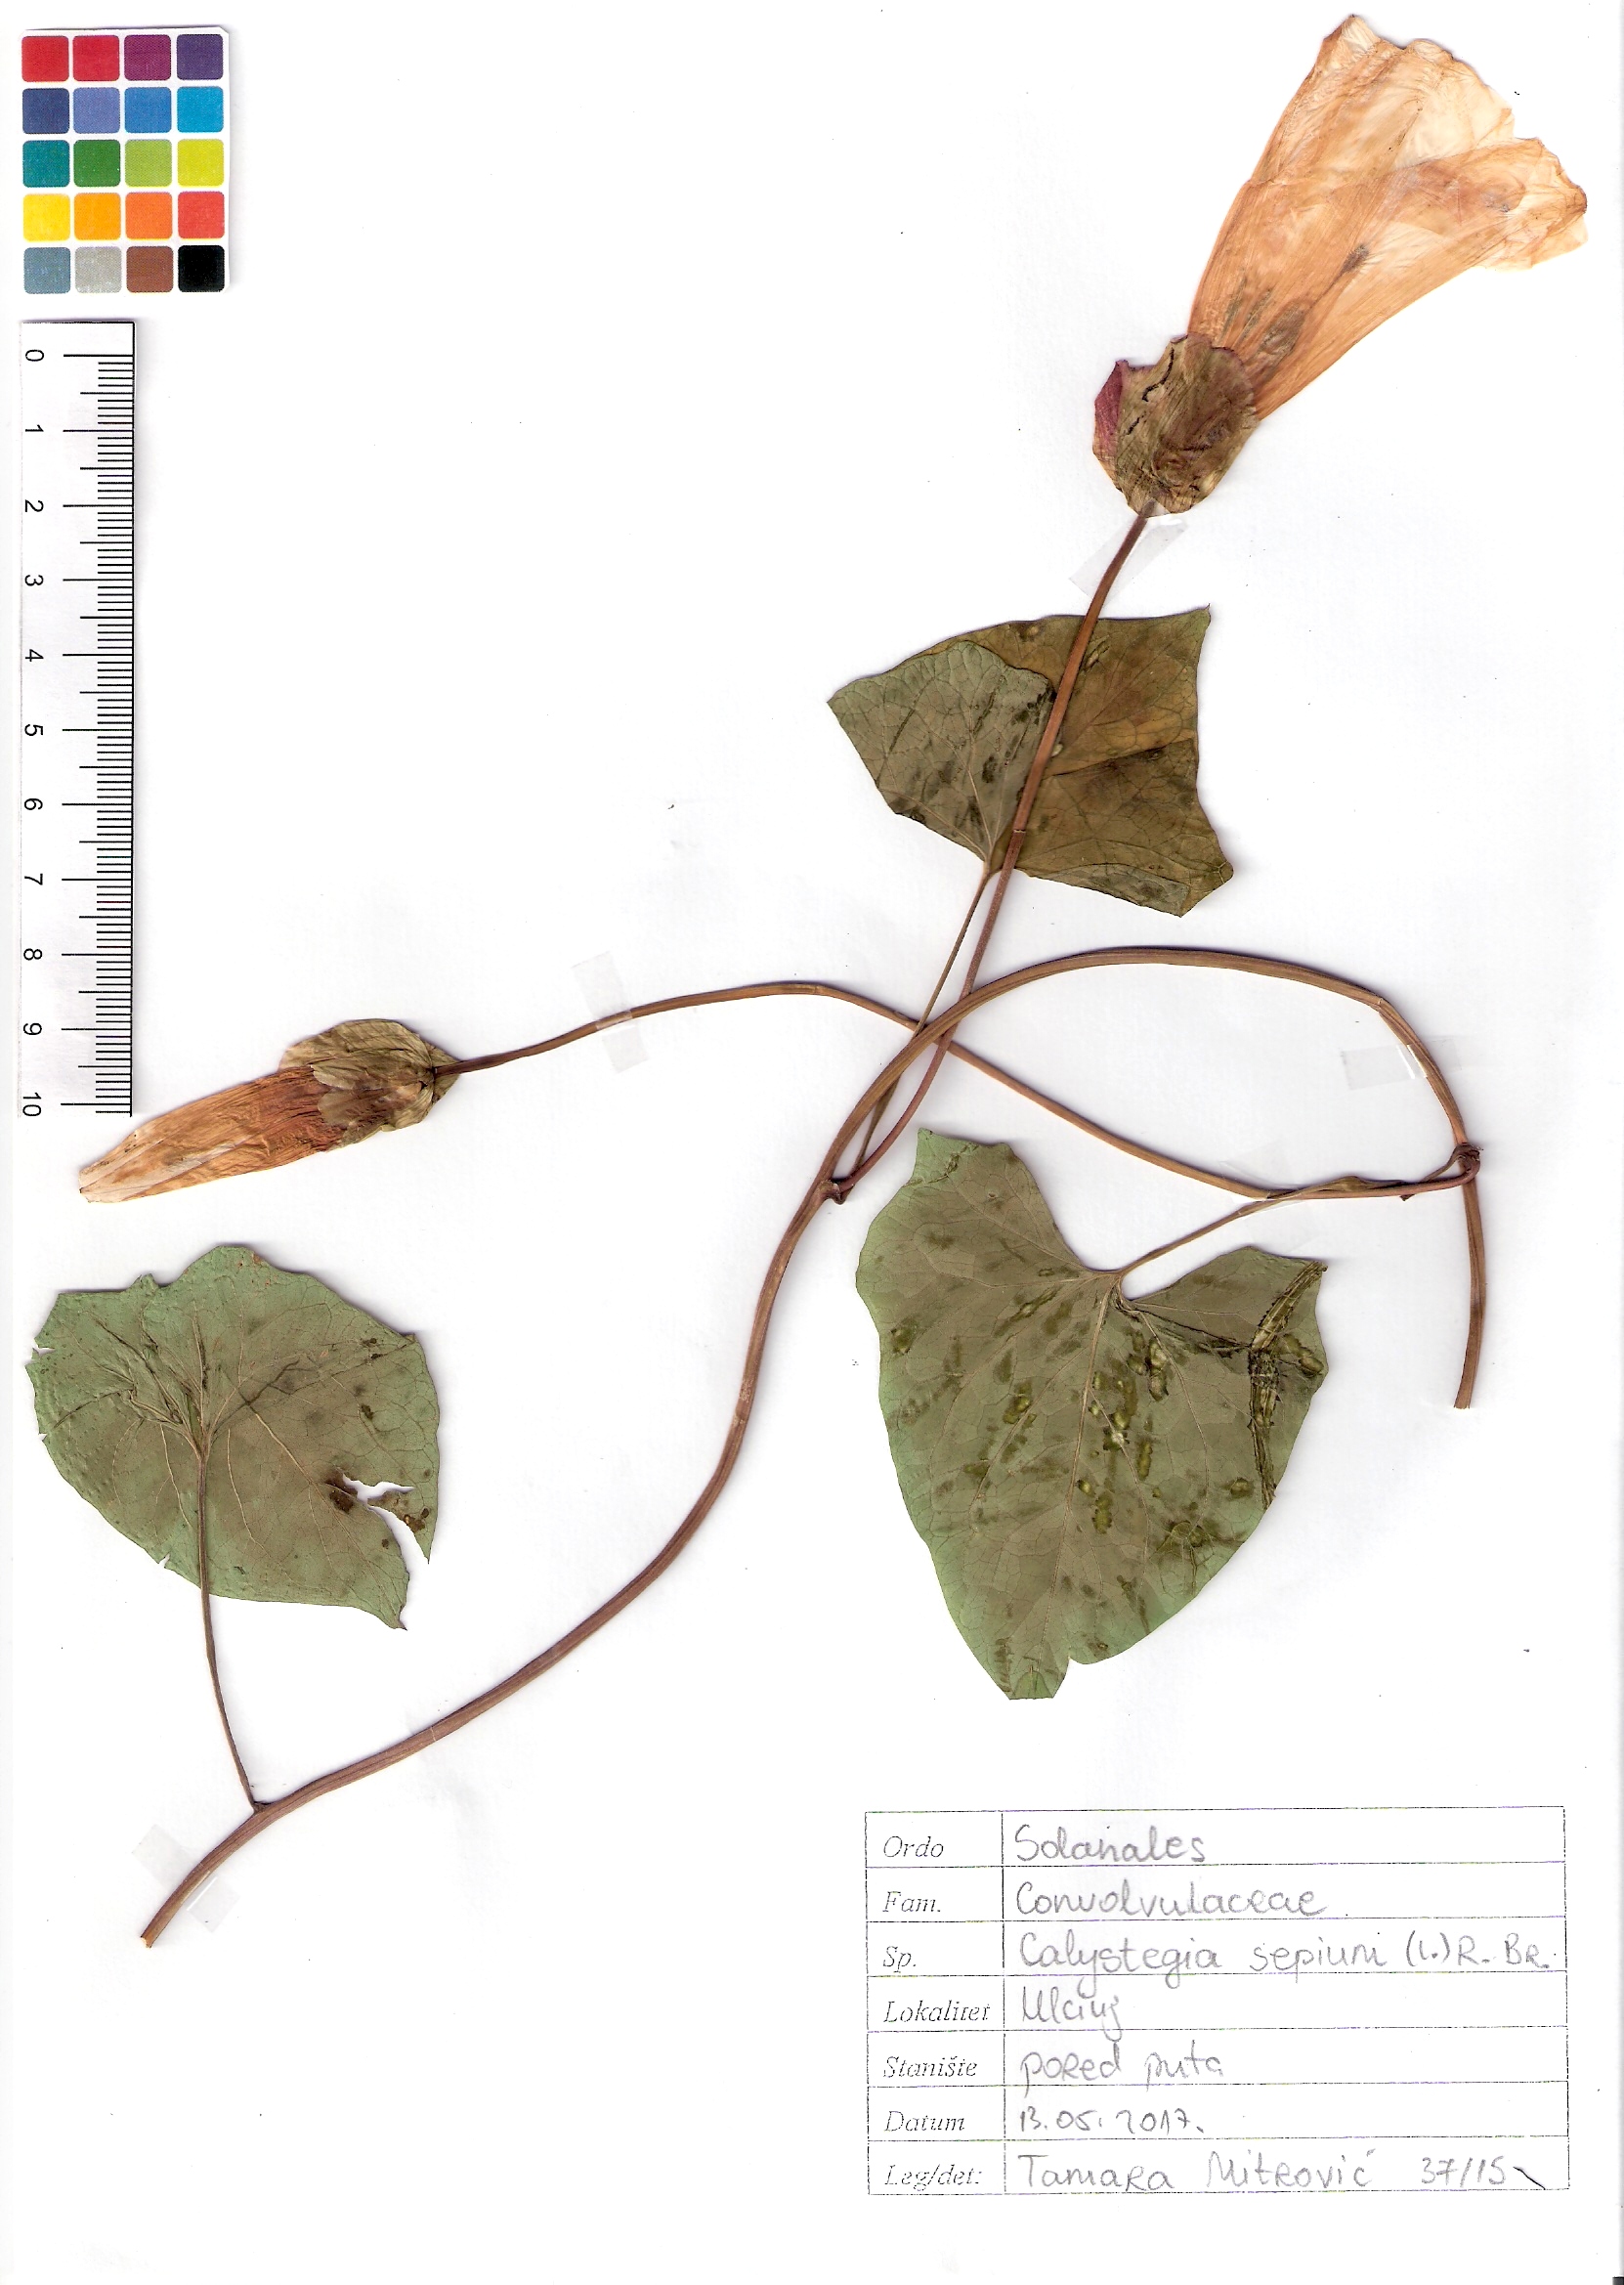 0
1
2
3
4
5
6
7
8
9
10
Ordo Solanales
Fam. Convolvulaceae
Sp. Calystegia sepium (L.) R. BR.
Lokalitet Ulcinj
Stanište pored puta
Datum 13.05.2017.
Leg/det: Tamara Mitrović 37/15